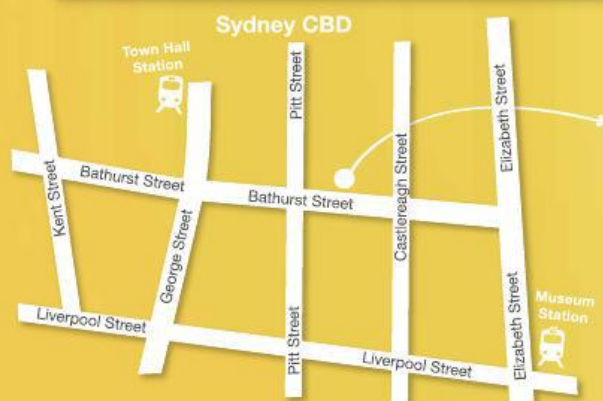 Sydney CBD
Town Hall
Station
Pitt Street
Elizabeth Street
Castlereagh Street
Bathurst Street
Bathurst Street
Kent Street
George Street
Elizabeth Street
Museum
Station
Liverpool Street
Pitt Street
Liverpool Street